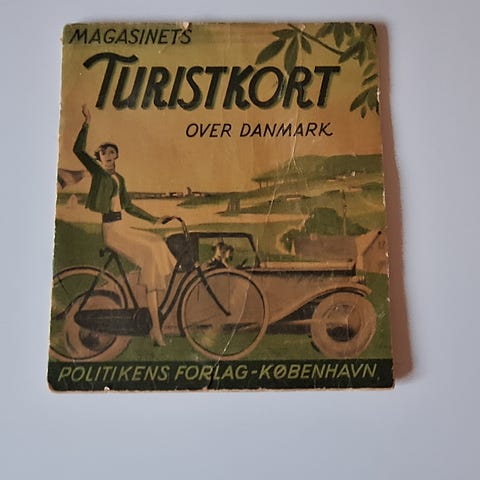 MAGASINETS
TURISTKORT
OVER DANMARK
POLITIKENS FORLAG-KØBENHAVN